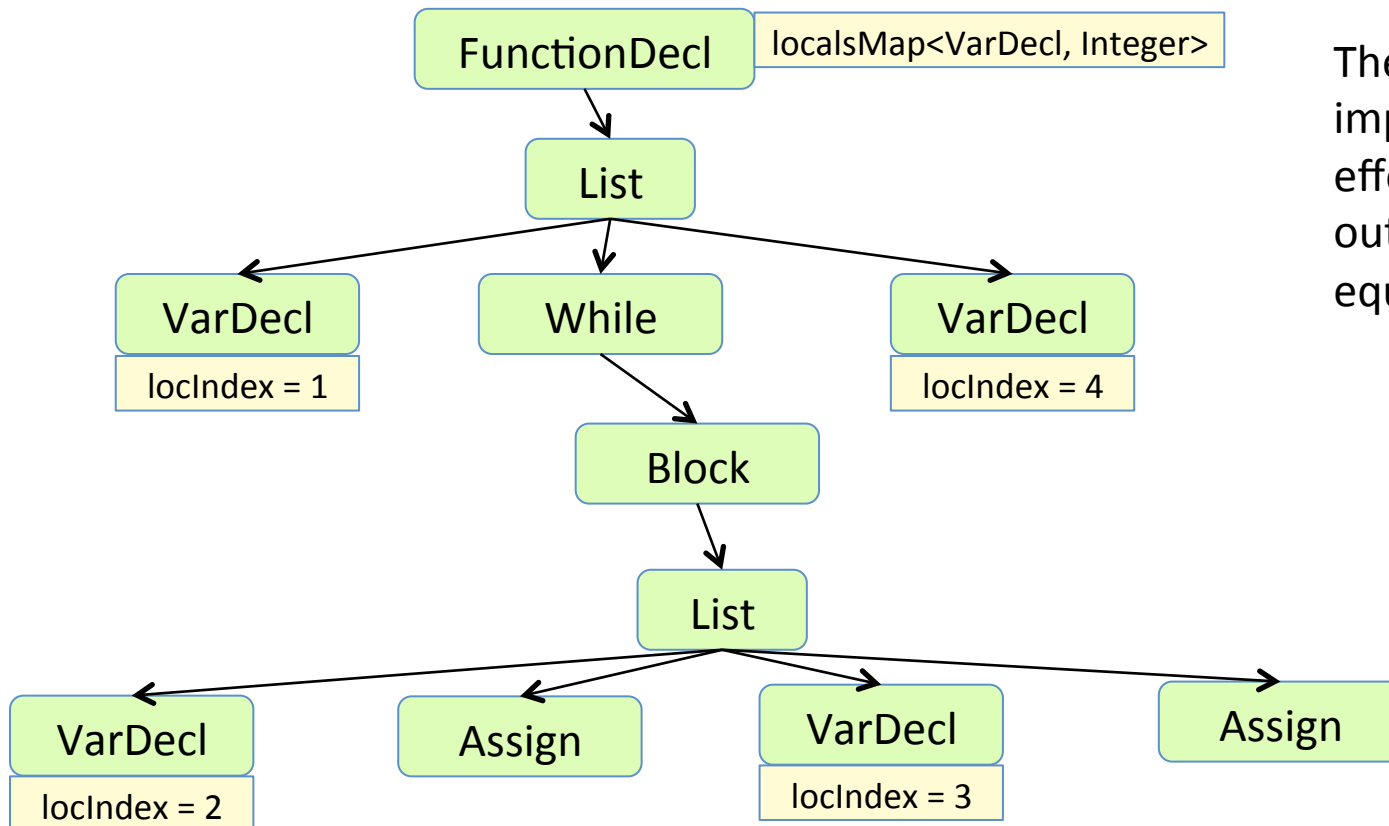 FunctionDecl
localsMap<VarDecl, Integer>
List
VarDecl
While
VarDecl
locIndex = 1
locIndex = 4
Block
List
VarDecl
Assign
VarDecl
Assign
locIndex = 2
locIndex = 3